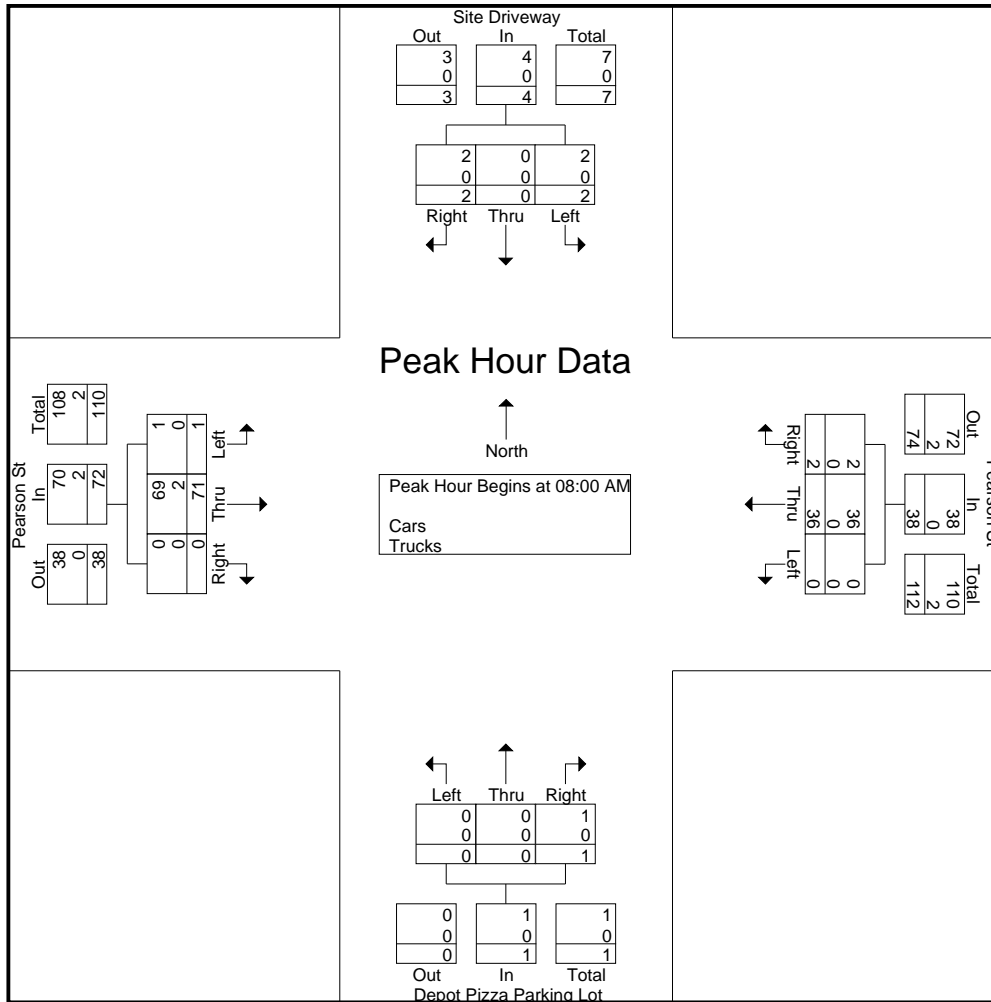 Site Driveway
Out In Total
3 4 7
0 0 0
3 4 7
2 0 2
0 0 0
2 0 2
Right Thru Left
Peak Hour Data
North
Peak Hour Begins at 08:00 AM
Cars
Trucks
Pearson St
Out In Total
38 70 108
0 2 2
38 72 110
Right Thru Left
0 69 1
0 2 0
0 71 1
Pearson St
Out In Total
72 38 110
2 0 2
74 38 112
Right Thru Left
2 36 0
0 0 0
2 36 0
Left Thru Right
0 0 1
0 0 0
0 0 1
0 1 1
0 0 0
0 1 1
Out In Total
Depot Pizza Parking Lot